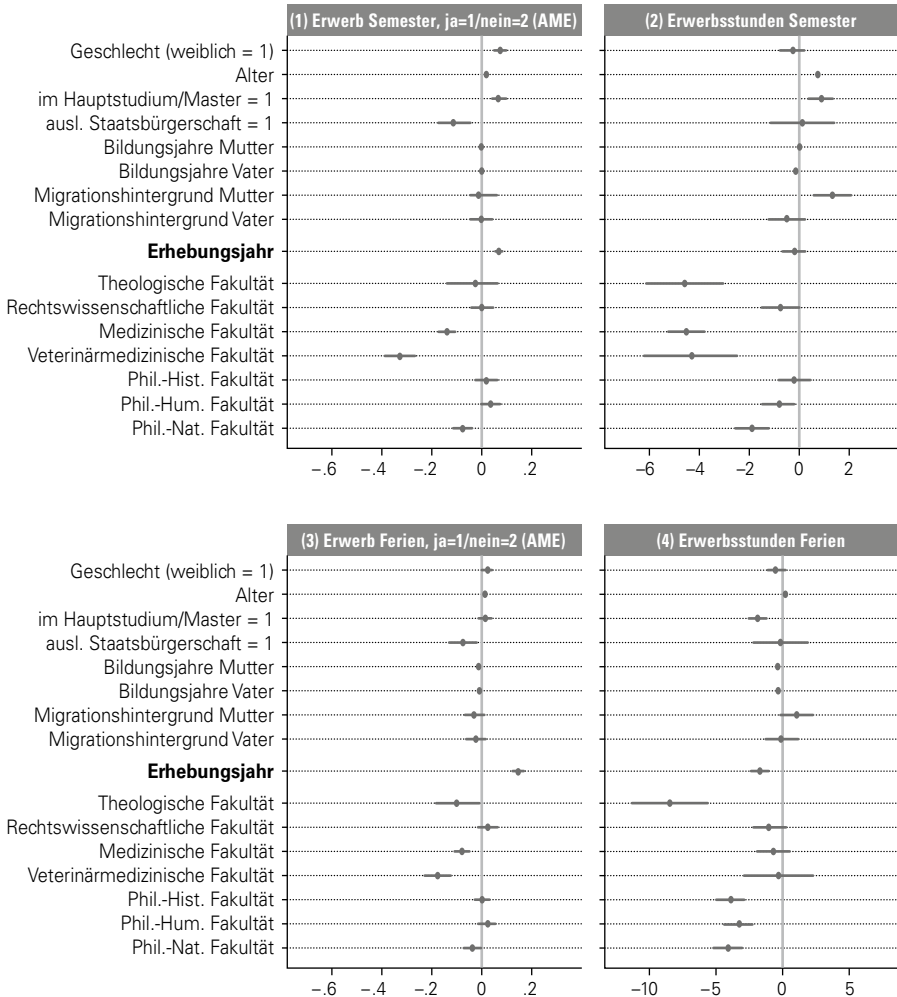 (1) Erwerb Semester, ja=1/nein=2 (AME)
(2) Erwerbsstunden Semester
Geschlecht (weiblich = 1)
Alter
im Hauptstudium/Master = 1
ausl. Staatsbürgerschaft = 1
Bildungsjahre Mutter
Bildungsjahre Vater
Migrationshintergrund Mutter
Migrationshintergrund Vater
Erhebungsjahr
Theologische Fakultät
Rechtswissenschaftliche Fakultät
Medizinische Fakultät
Veterinärmedizinische Fakultät
Phil.-Hist. Fakultät
Phil.-Hum. Fakultät
Phil.-Nat. Fakultät
−.6 −.4 −.2 0 .2
−6 −4 −2 0 2
(3) Erwerb Ferien, ja=1/nein=2 (AME)
(4) Erwerbsstunden Ferien
Geschlecht (weiblich = 1)
Alter
im Hauptstudium/Master = 1
ausl. Staatsbürgerschaft = 1
Bildungsjahre Mutter
Bildungsjahre Vater
Migrationshintergrund Mutter
Migrationshintergrund Vater
Erhebungsjahr
Theologische Fakultät
Rechtswissenschaftliche Fakultät
Medizinische Fakultät
Veterinärmedizinische Fakultät
Phil.-Hist. Fakultät
Phil.-Hum. Fakultät
Phil.-Nat. Fakultät
−.6 −.4 −.2 0 .2
−10 −5 0 5